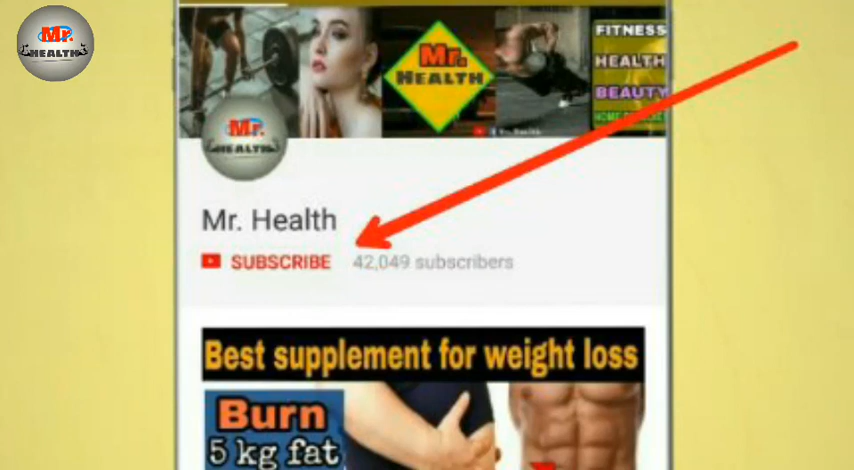 Mr.
HEALTH
Mr.
HEALTH
FITNESS
HEALTH
BEAUTY
Mr.
HEALTH
Mr. Health
SUBSCRIBE 42,049 subscribers
Best supplement for weight loss
Burn
5 kg fat